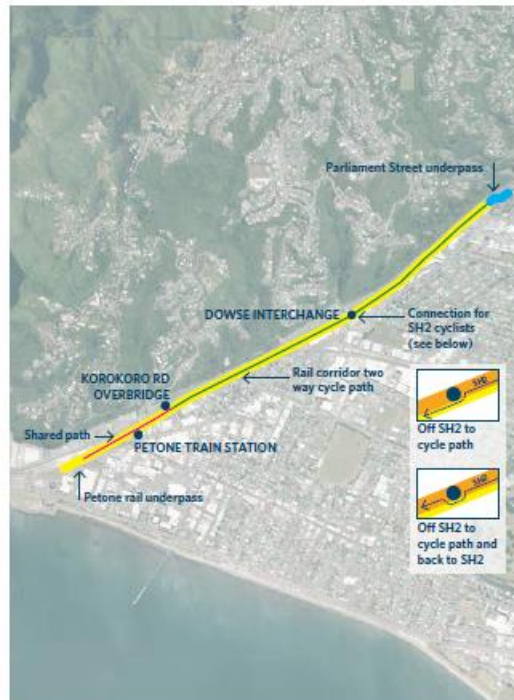 Parliament Street underpass
DOWSE INTERCHANGE
Connection for
SH2 cyclists
(see below)
Rail corridor two
way cycle path
KOROKORO RD
OVERBRIDGE
Shared path
PETONE TRAIN STATION
Petone rail underpass
SH2
Off SH2 to
cycle path
SH2
Off SH2 to
cycle path and
back to SH2